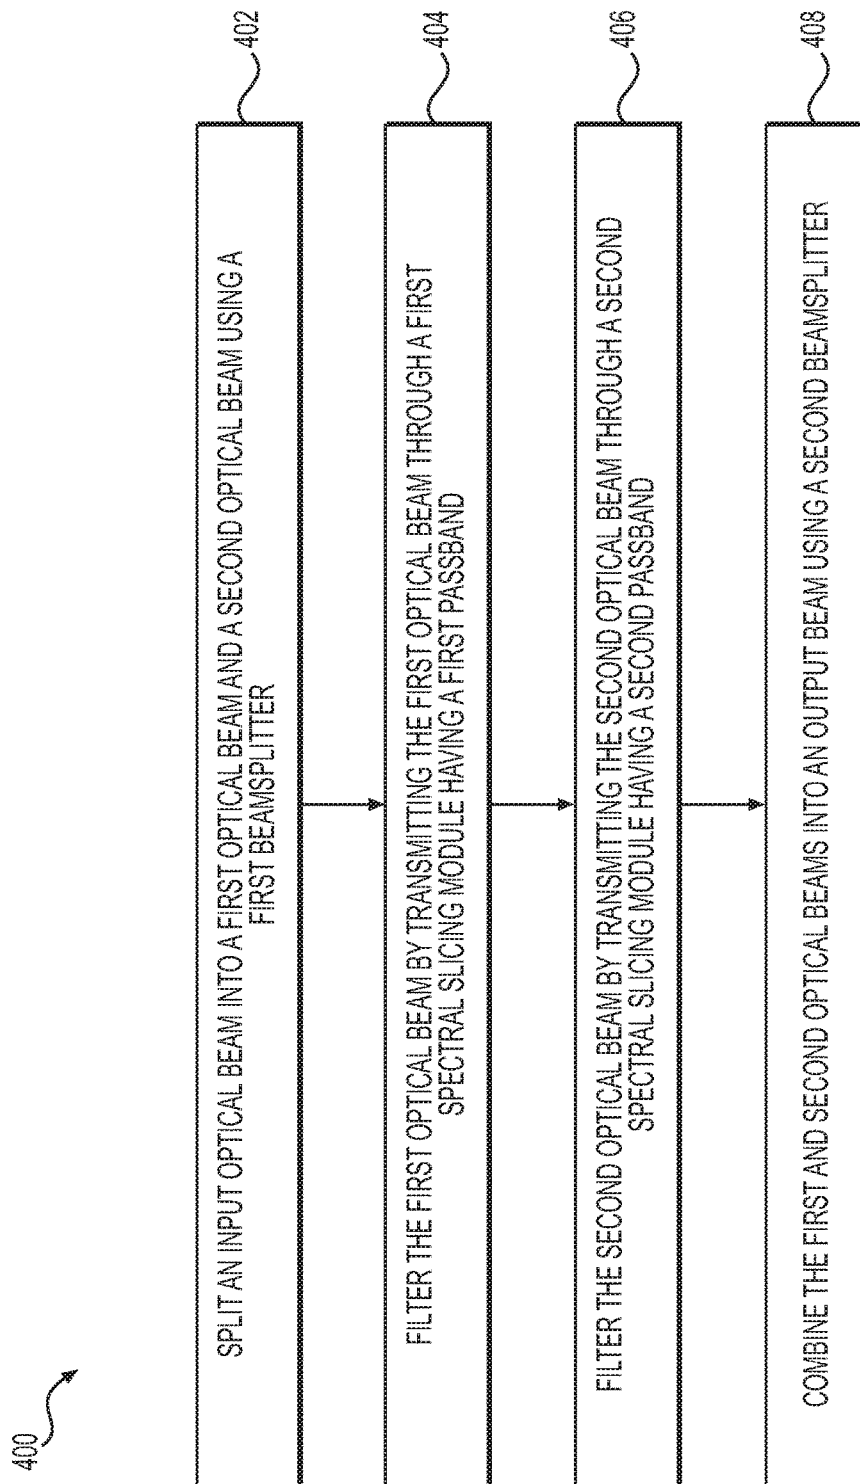 400
SPLIT AN INPUT OPTICAL BEAM INTO A FIRST OPTICAL BEAM AND A SECOND OPTICAL BEAM USING A
FIRST BEAMSPLITTER
402
FILTER THE FIRST OPTICAL BEAM BY TRANSMITTING THE FIRST OPTICAL BEAM THROUGH A FIRST
SPECTRAL SLICING MODULE HAVING A FIRST PASSBAND
404
FILTER THE SECOND OPTICAL BEAM BY TRANSMITTING THE SECOND OPTICAL BEAM THROUGH A SECOND
SPECTRAL SLICING MODULE HAVING A SECOND PASSBAND
406
COMBINE THE FIRST AND SECOND OPTICAL BEAMS INTO AN OUTPUT BEAM USING A SECOND BEAMSPLITTER
408